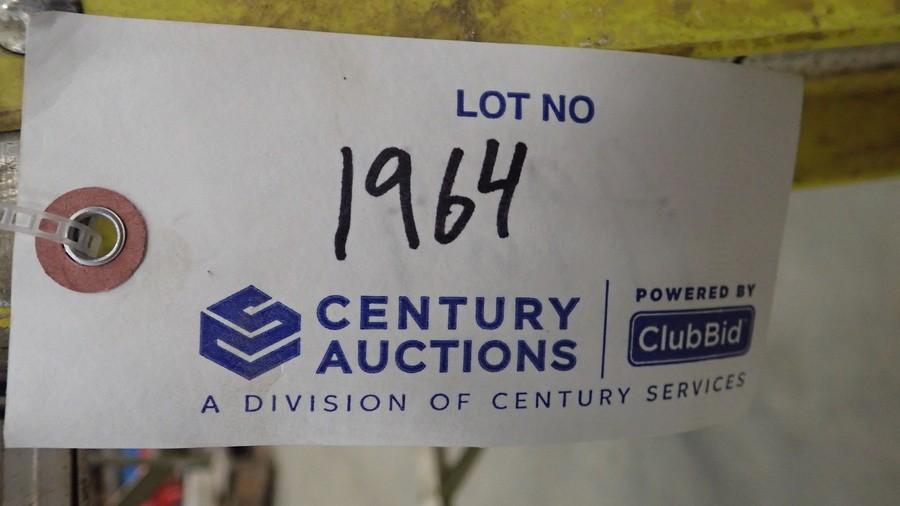 LOT NO
1964
CENTURY
AUCTIONS
POWERED BY
ClubBid
A DIVISION OF CENTURY SERVICES